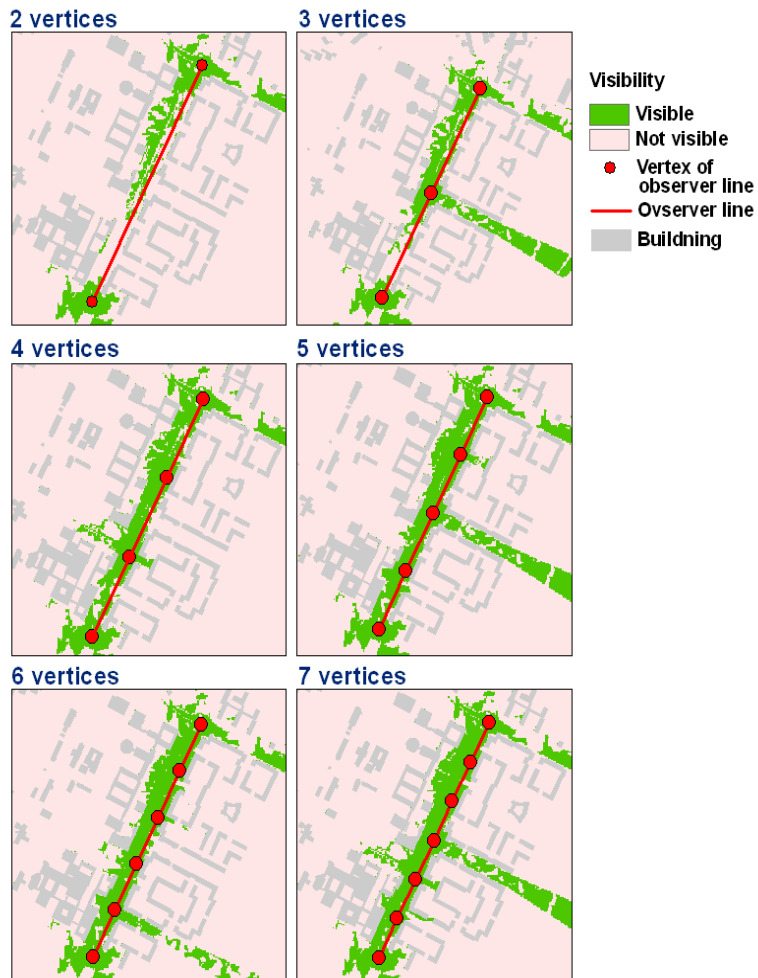 2 vertices
3 vertices
Visibility
Visible
Not visible
Vertex of
observer line
Ovserver line
Buildning
4 vertices
5 vertices
6 vertices
7 vertices